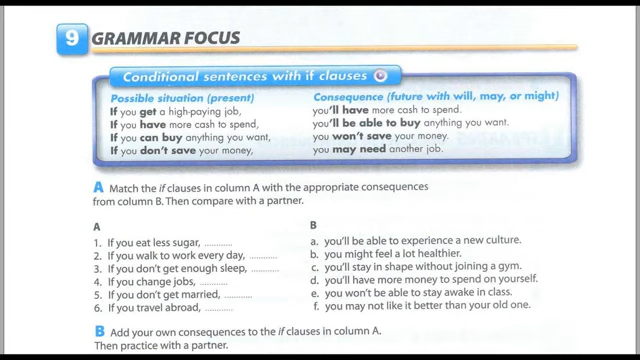 9 GRAMMAR FOCUS
Conditional sentences with if clauses
Possible situation (present) Consequence (future with will, may, or might)
If you get a high-paying job, you'll have more cash to spend.
If you have more cash to spend, you'll be able to buy anything you want.
If you can buy anything you want, you won't save your money.
If you don't save your money, you may need another job.
A Match the if clauses in column A with the appropriate consequences
from column B. Then compare with a partner.
A B
1. If you eat less sugar, ............ a. you'll be able to experience a new culture.
2. If you walk to work every day, ............ b. you might feel a lot healthier.
3. If you don't get enough sleep, ............ c. you'll stay in shape without joining a gym.
4. If you change jobs, ............ d. you'll have more money to spend on yourself.
5. If you don't get married, ............ e. you won't be able to stay awake in class.
6. If you travel abroad, ............ f. you may not like it better than your old one.
B Add your own consequences to the if clauses in column A.
Then practice with a partner.